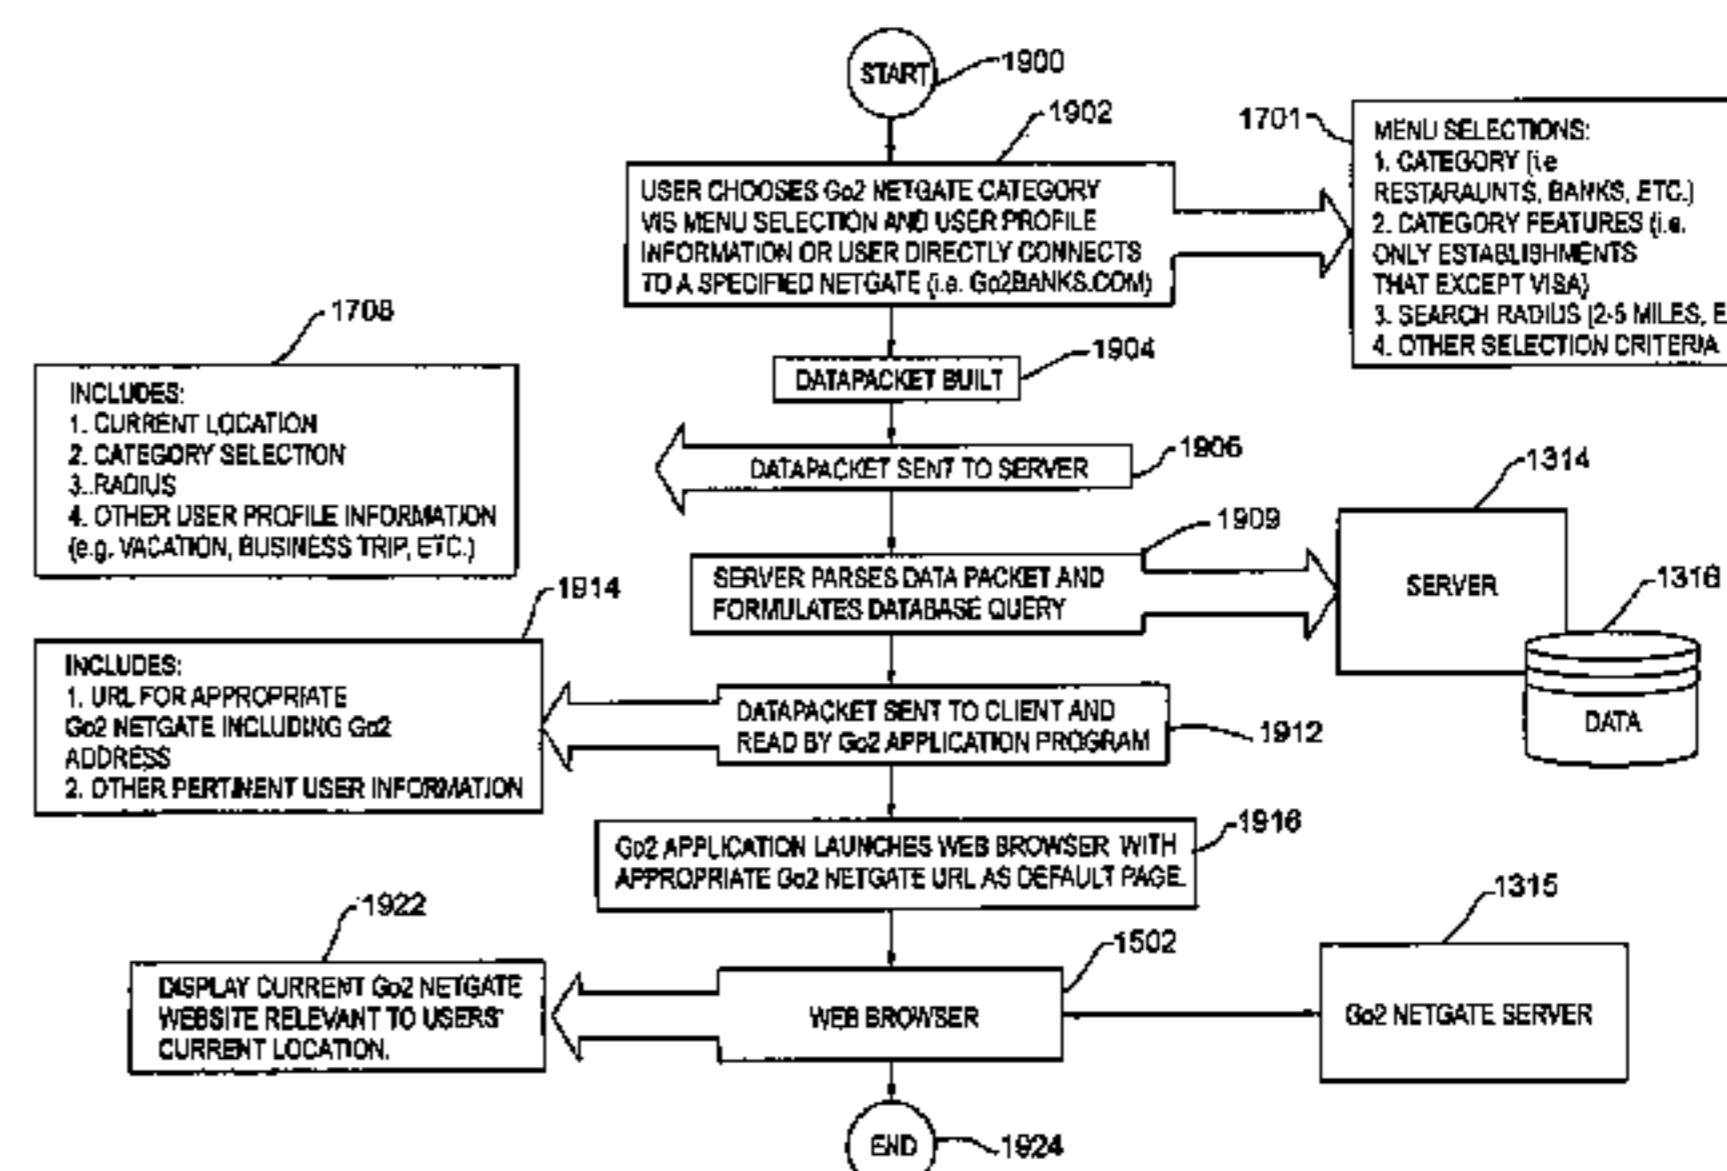 START
1900
1902
USER CHOOSES Go2 NETGATE CATEGORY
VIS MENU SELECTION AND USER PROFILE
INFORMATION OR USER DIRECTLY CONNECTS
TO A SPECIFIED NETGATE (i.e. Go2BANKS.COM)
1701
MENU SELECTIONS:
1. CATEGORY (i.e
RESTARAUNTS, BANKS, ETC.)
2. CATEGORY FEATURES (i.e.
ONLY ESTABLISHMENTS
THAT EXCEPT VISA)
3. SEARCH RADIUS (2-5 MILES, E
4. OTHER SELECTION CRITERIA
1708
INCLUDES:
1. CURRENT LOCATION
2. CATEGORY SELECTION
3. RADIUS
4. OTHER USER PROFILE INFORMATION
(e.g. VACATION, BUSINESS TRIP, ETC.)
1904
DATAPACKET BUILT
1906
DATAPACKET SENT TO SERVER
1909
SERVER PARSES DATA PACKET AND
FORMULATES DATABASE QUERY
1314
SERVER
1316
DATA
1914
INCLUDES:
1. URL FOR APPROPRIATE
Go2 NETGATE INCLUDING Go2
ADDRESS
2. OTHER PERTINENT USER INFORMATION
DATAPACKET SENT TO CLIENT AND
READ BY Go2 APPLICATION PROGRAM
1912
1916
Go2 APPLICATION LAUNCHES WEB BROWSER WITH
APPROPRIATE Go2 NETGATE URL AS DEFAULT PAGE.
1922
DISPLAY CURRENT Go2 NETGATE
WEBSITE RELEVANT TO USERS'
CURRENT LOCATION.
1502
WEB BROWSER
1315
Go2 NETGATE SERVER
END
1924